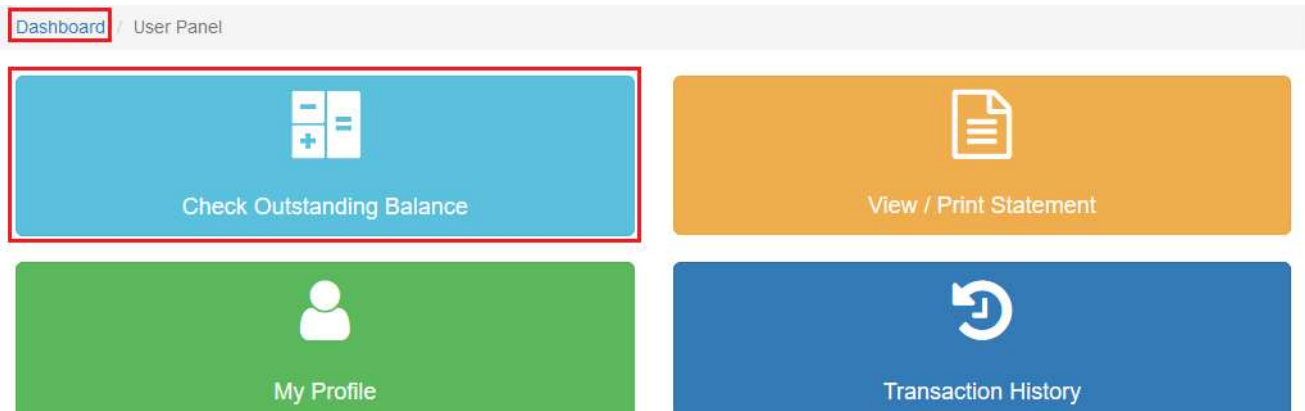 Dashboard / User Panel
Check Outstanding Balance
View / Print Statement
My Profile
Transaction History